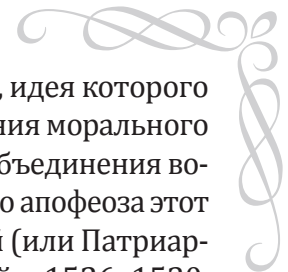 , идея которого
ния морального
бъединения во-
о апофеоза этот
й (или Патриар-